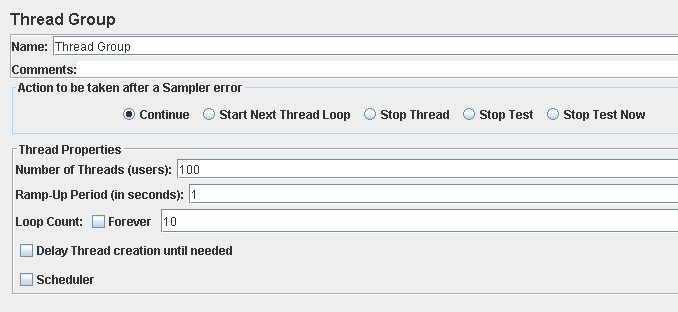 Thread Group
Name: Thread Group
Comments:
Action to be taken after a Sampler error
Continue Start Next Thread Loop Stop Thread Stop Test Stop Test Now
Thread Properties
Number of Threads (users): 100
Ramp-Up Period (in seconds): 1
Loop Count: Forever 10
Delay Thread creation until needed
Scheduler